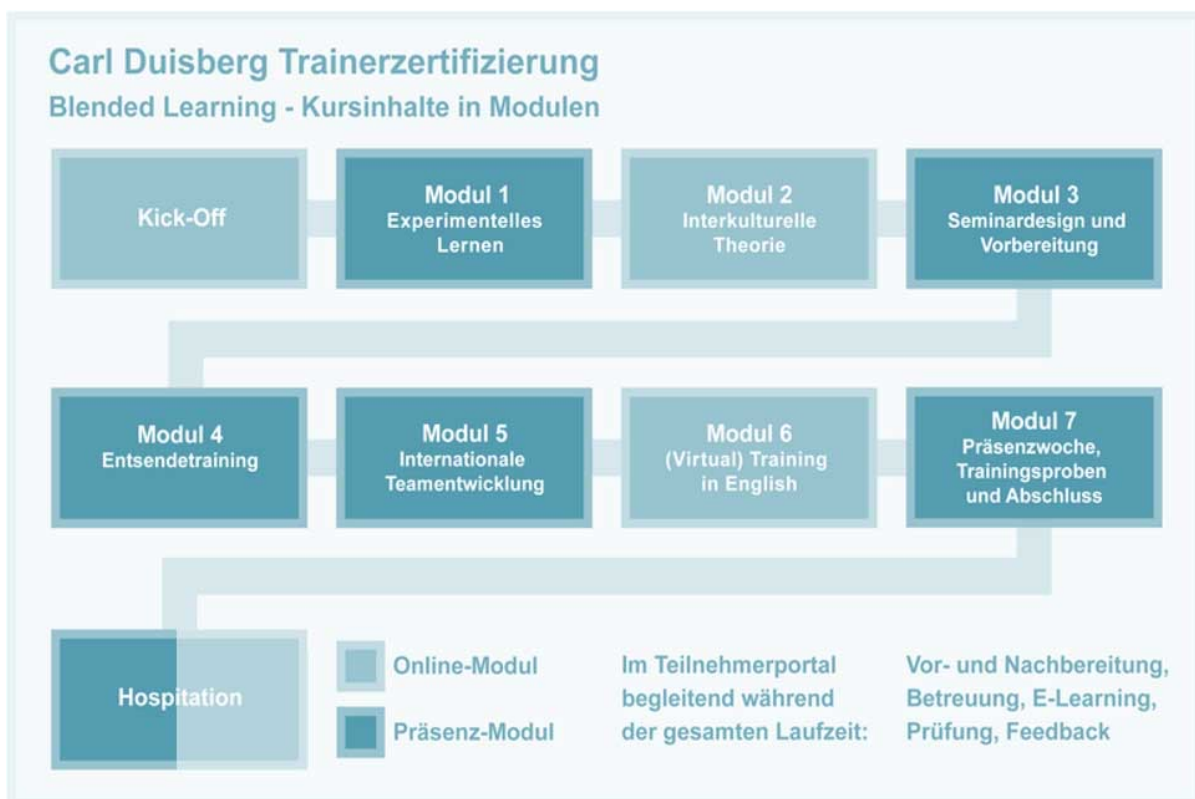 Carl Duisberg Trainerzertifizierung
Blended Learning - Kursinhalte in Modulen
Kick-Off
Modul 1
Experimentelles
Lernen
Modul 2
Interkulturelle
Theorie
Modul 3
Seminardesign und
Vorbereitung
Modul 4
Entsendetraining
Modul 5
Internationale
Teamentwicklung
Modul 6
(Virtual) Training
in English
Modul 7
Präsenzwoche,
Trainingsproben
und Abschluss
Hospitation
Online-Modul
Präsenz-Modul
Im Teilnehmerportal
begleitend während
der gesamten Laufzeit:
Vor- und Nachbereitung,
Betreuung, E-Learning,
Prüfung, Feedback